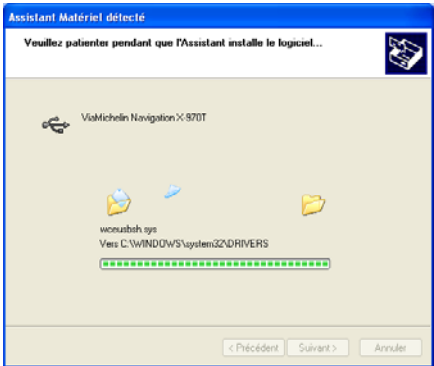 Assistant Matériel détecté
Veuillez patienter pendant que l'Assistant installe le logiciel...
ViaMichelin Navigation X-970T
wceusbsh.sys
Vers C:\WINDOWS\system32\DRIVERS
< Précédent Suivant > Annuler